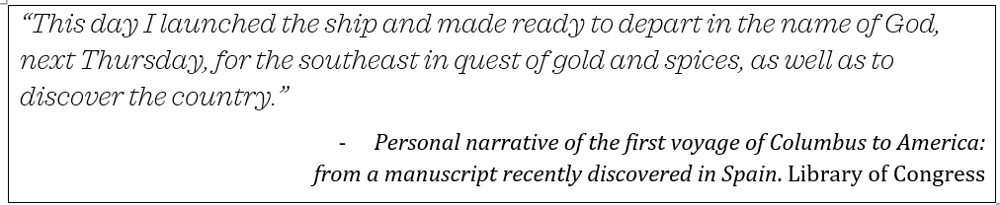 “This day I launched the ship and made ready to depart in the name of God,
next Thursday, for the southeast in quest of gold and spices, as well as to
discover the country.”
- Personal narrative of the first voyage of Columbus to America:
from a manuscript recently discovered in Spain. Library of Congress